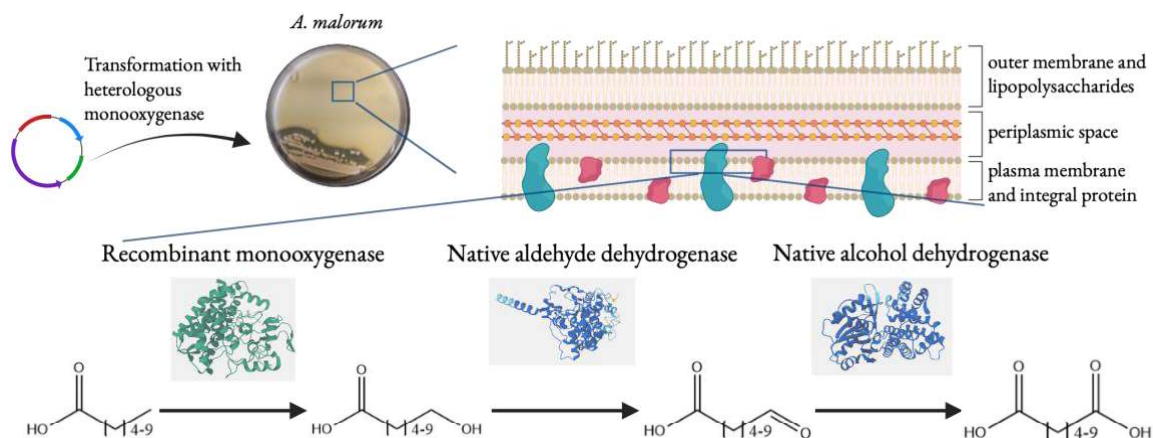 A. malorum
Transformation with
heterologous
monooxygenase
outer membrane and
lipopolysaccharides
periplasmic space
plasma membrane
and integral protein
Recombinant monooxygenase
Native aldehyde dehydrogenase
Native alcohol dehydrogenase
O
HO
4-9
O
HO
4-9
OH
O
HO
4-9
O
O
O
HO
4-9
OH